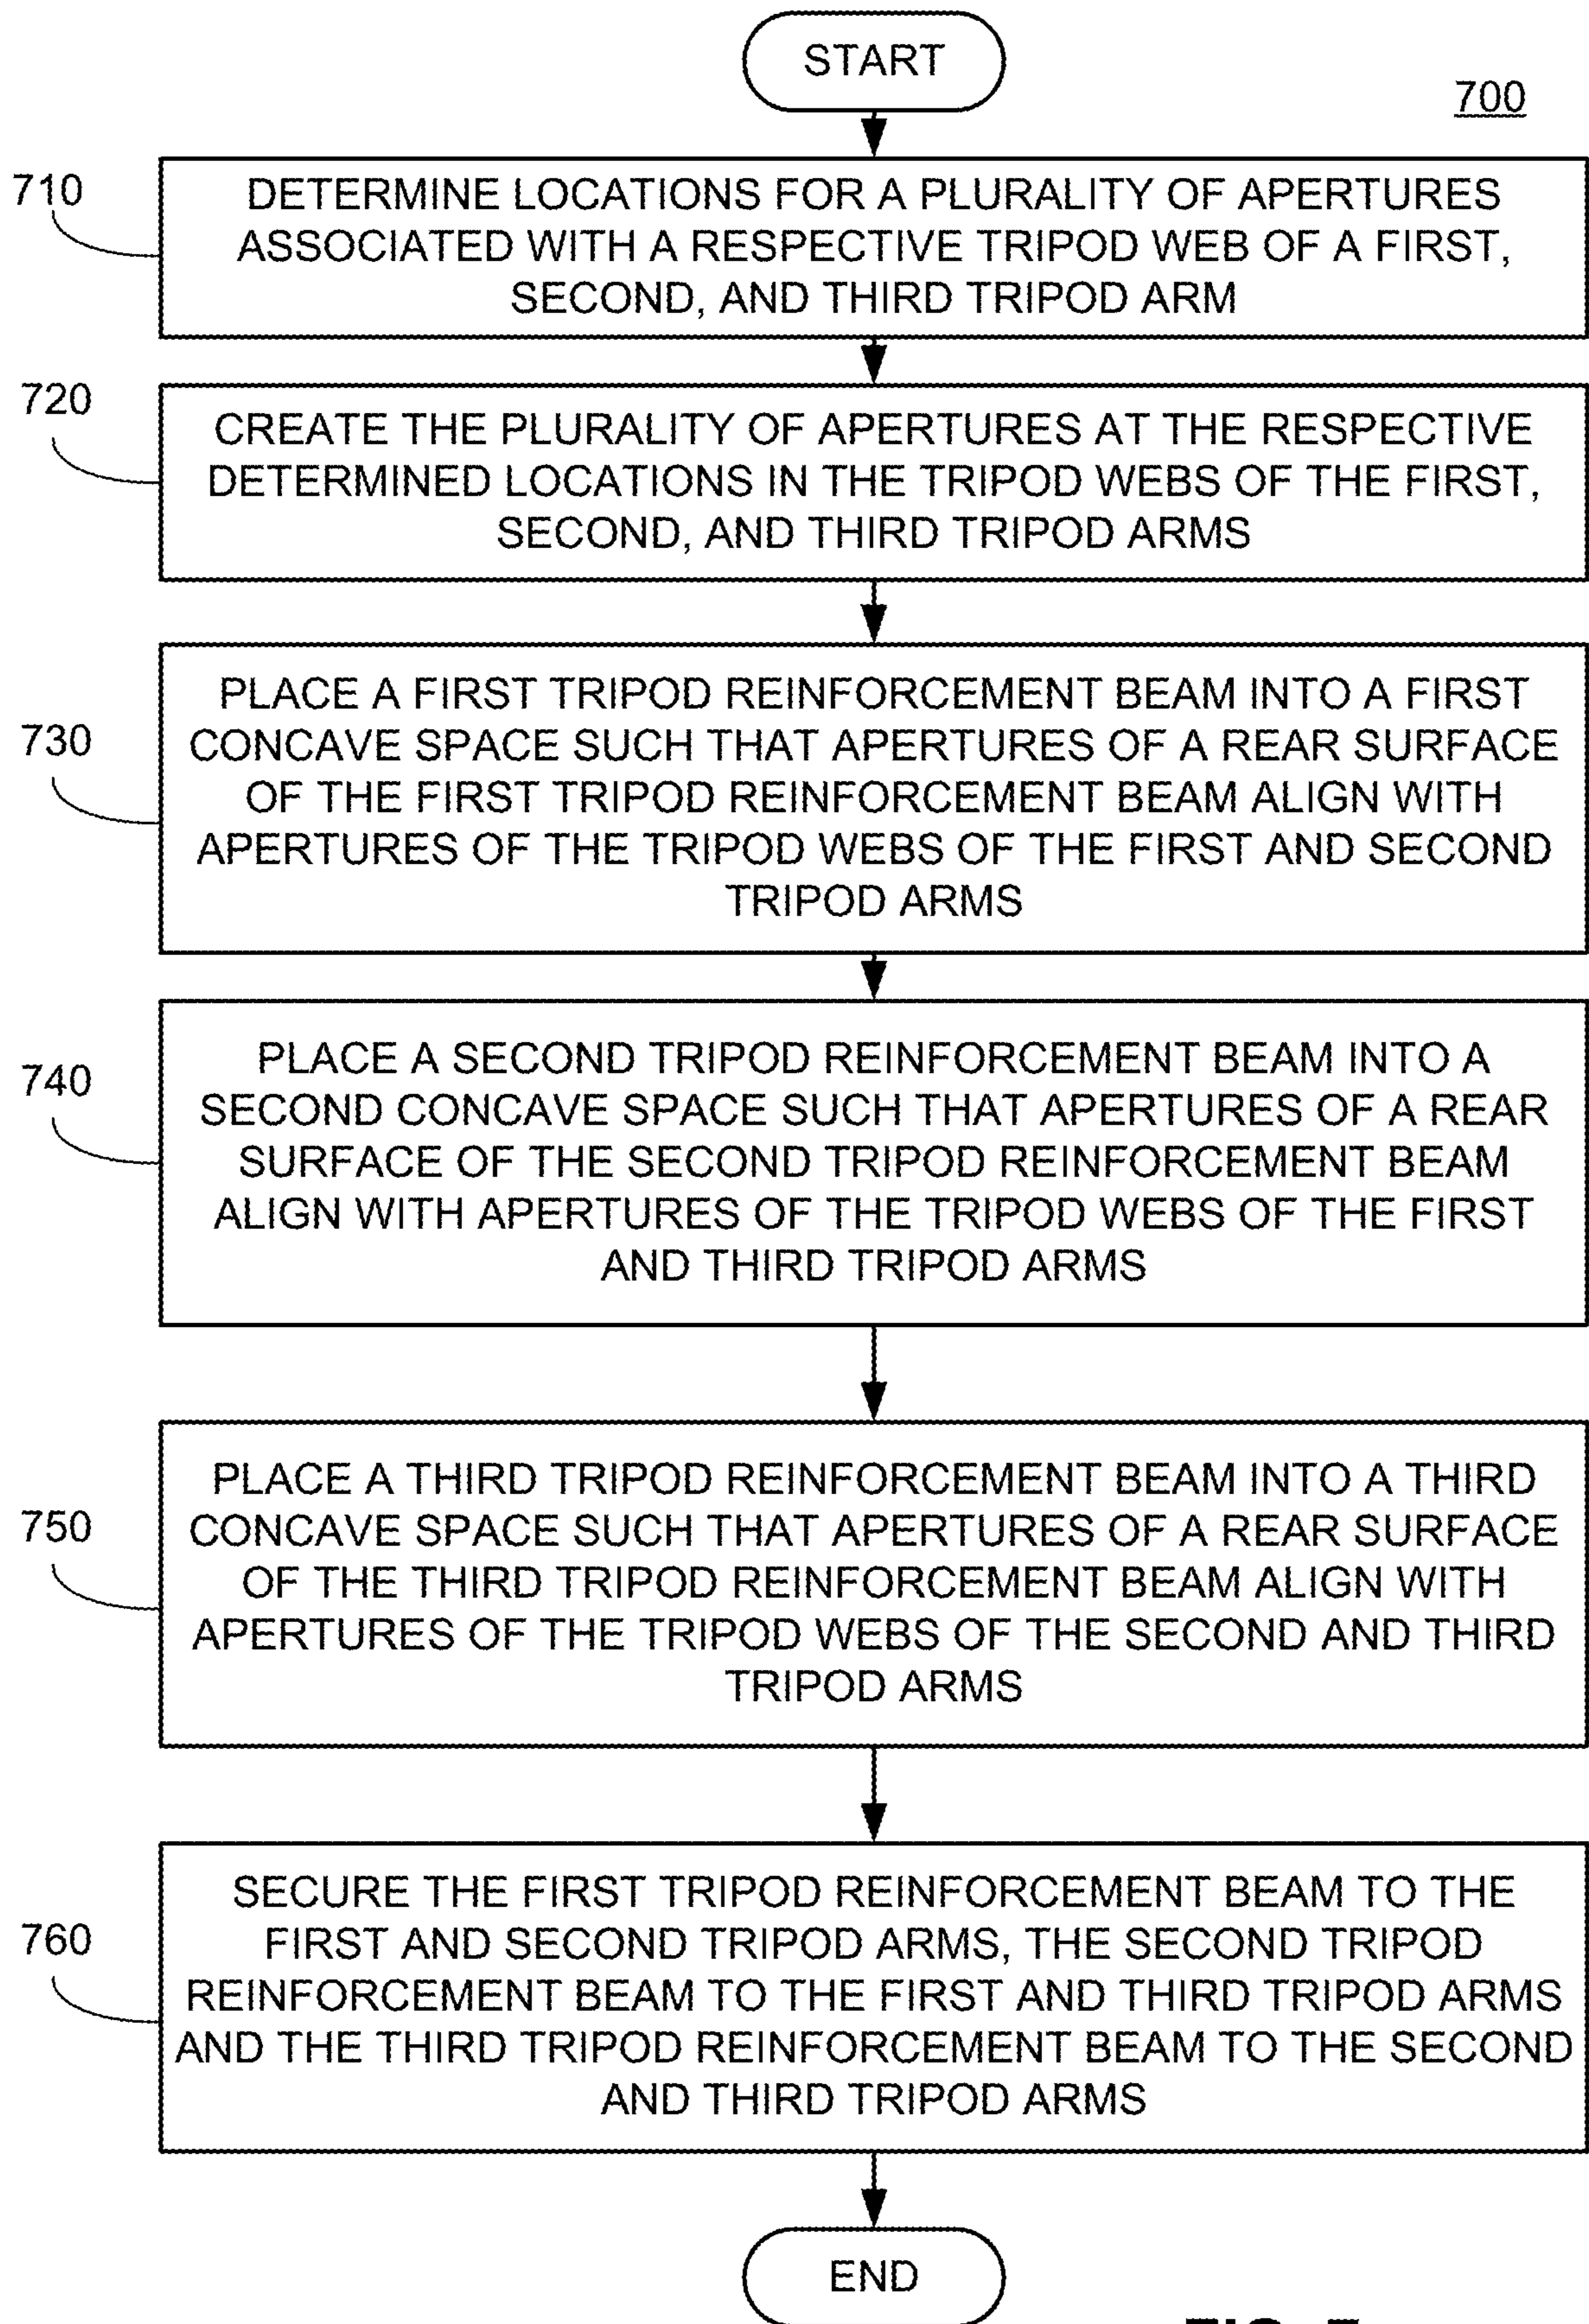 START
700
710
DETERMINE LOCATIONS FOR A PLURALITY OF APERTURES
ASSOCIATED WITH A RESPECTIVE TRIPOD WEB OF A FIRST,
SECOND, AND THIRD TRIPOD ARM
720
CREATE THE PLURALITY OF APERTURES AT THE RESPECTIVE
DETERMINED LOCATIONS IN THE TRIPOD WEBS OF THE FIRST,
SECOND, AND THIRD TRIPOD ARMS
730
PLACE A FIRST TRIPOD REINFORCEMENT BEAM INTO A FIRST
CONCAVE SPACE SUCH THAT APERTURES OF A REAR SURFACE
OF THE FIRST TRIPOD REINFORCEMENT BEAM ALIGN WITH
APERTURES OF THE TRIPOD WEBS OF THE FIRST AND SECOND
TRIPOD ARMS
740
PLACE A SECOND TRIPOD REINFORCEMENT BEAM INTO A
SECOND CONCAVE SPACE SUCH THAT APERTURES OF A REAR
SURFACE OF THE SECOND TRIPOD REINFORCEMENT BEAM
ALIGN WITH APERTURES OF THE TRIPOD WEBS OF THE FIRST
AND THIRD TRIPOD ARMS
750
PLACE A THIRD TRIPOD REINFORCEMENT BEAM INTO A THIRD
CONCAVE SPACE SUCH THAT APERTURES OF A REAR SURFACE
OF THE THIRD TRIPOD REINFORCEMENT BEAM ALIGN WITH
APERTURES OF THE TRIPOD WEBS OF THE SECOND AND THIRD
TRIPOD ARMS
760
SECURE THE FIRST TRIPOD REINFORCEMENT BEAM TO THE
FIRST AND SECOND TRIPOD ARMS, THE SECOND TRIPOD
REINFORCEMENT BEAM TO THE FIRST AND THIRD TRIPOD ARMS
AND THE THIRD TRIPOD REINFORCEMENT BEAM TO THE SECOND
AND THIRD TRIPOD ARMS
END